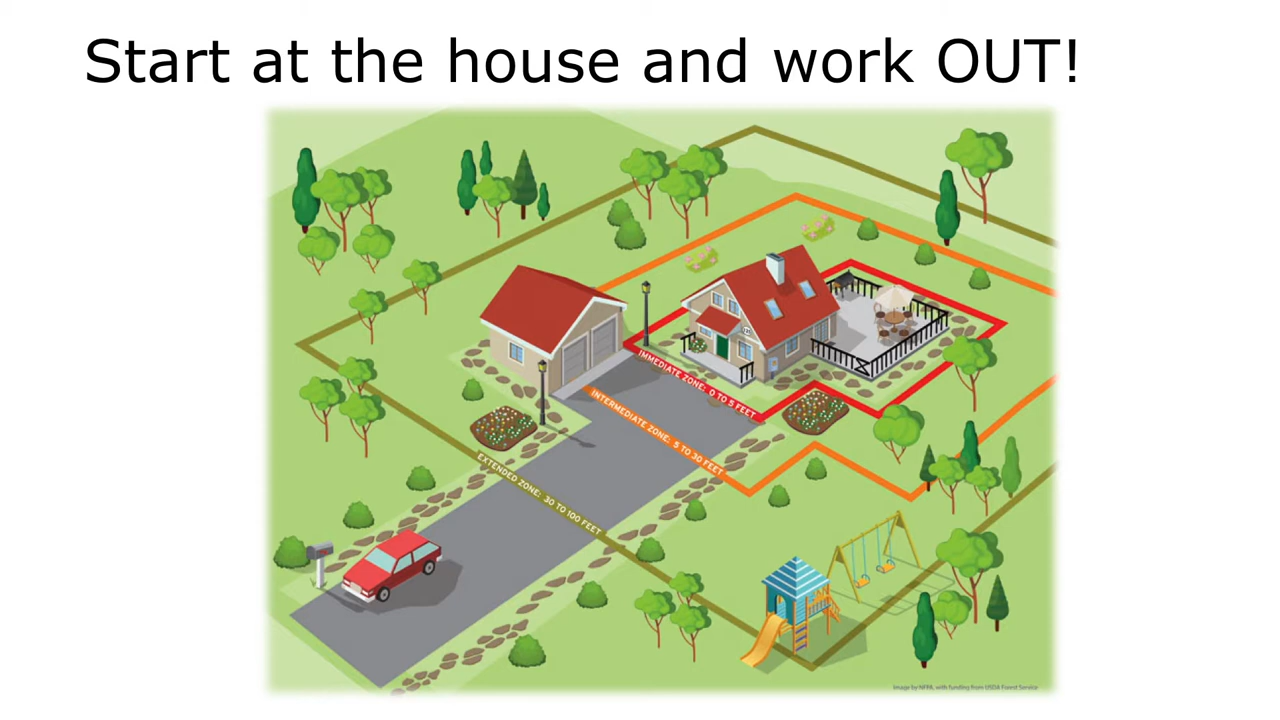 Start at the house and work OUT!
IMMEDIATE ZONE: 0 TO 5 FEET
INTERMEDIATE ZONE: 5 TO 30 FEET
EXTENDED ZONE: 30 TO 100 FEET
Image by NFPA, with funding from USDA Forest Service